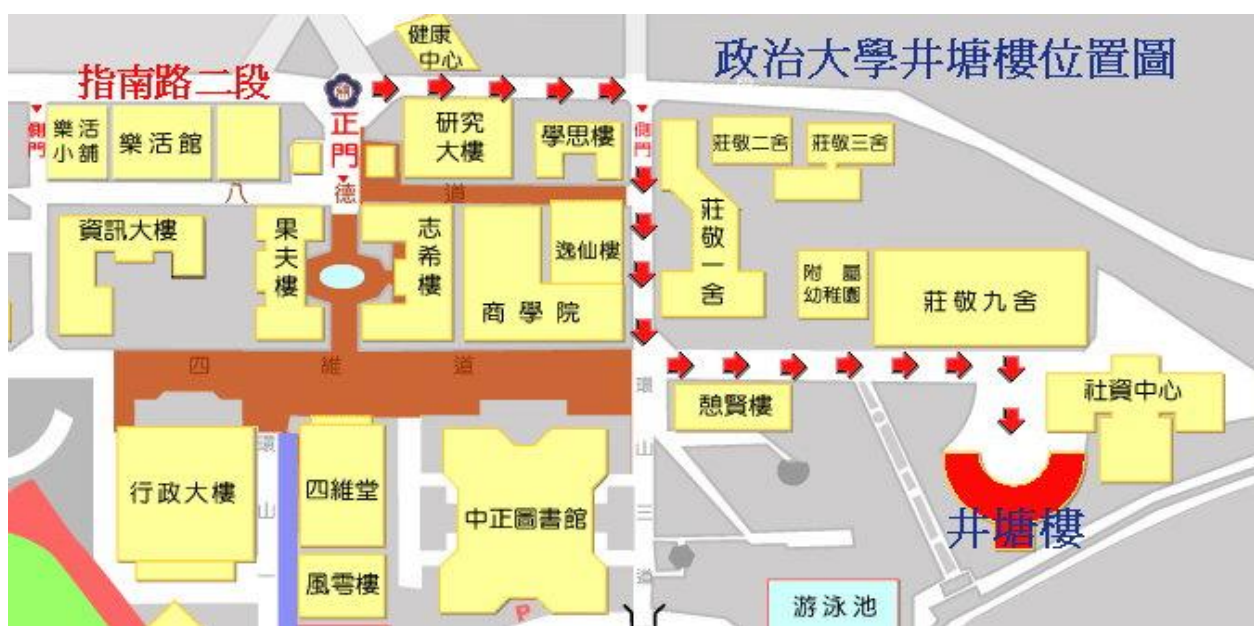 健康
中心
政治大學井塘樓位置圖
指南路二段
側門
樂活
小舖
樂活館
正門
研究
大樓
學思樓
側門
莊敬二舍
莊敬三舍
八德道
資訊大樓
果夫樓
志希樓
逸仙樓
商學院
莊敬一舍
附屬
幼稚園
莊敬九舍
四維道
憩賢樓
社資中心
環山一
行政大樓
四維堂
中正圖書館
環山三道
井塘樓
風雩樓
P
游泳池